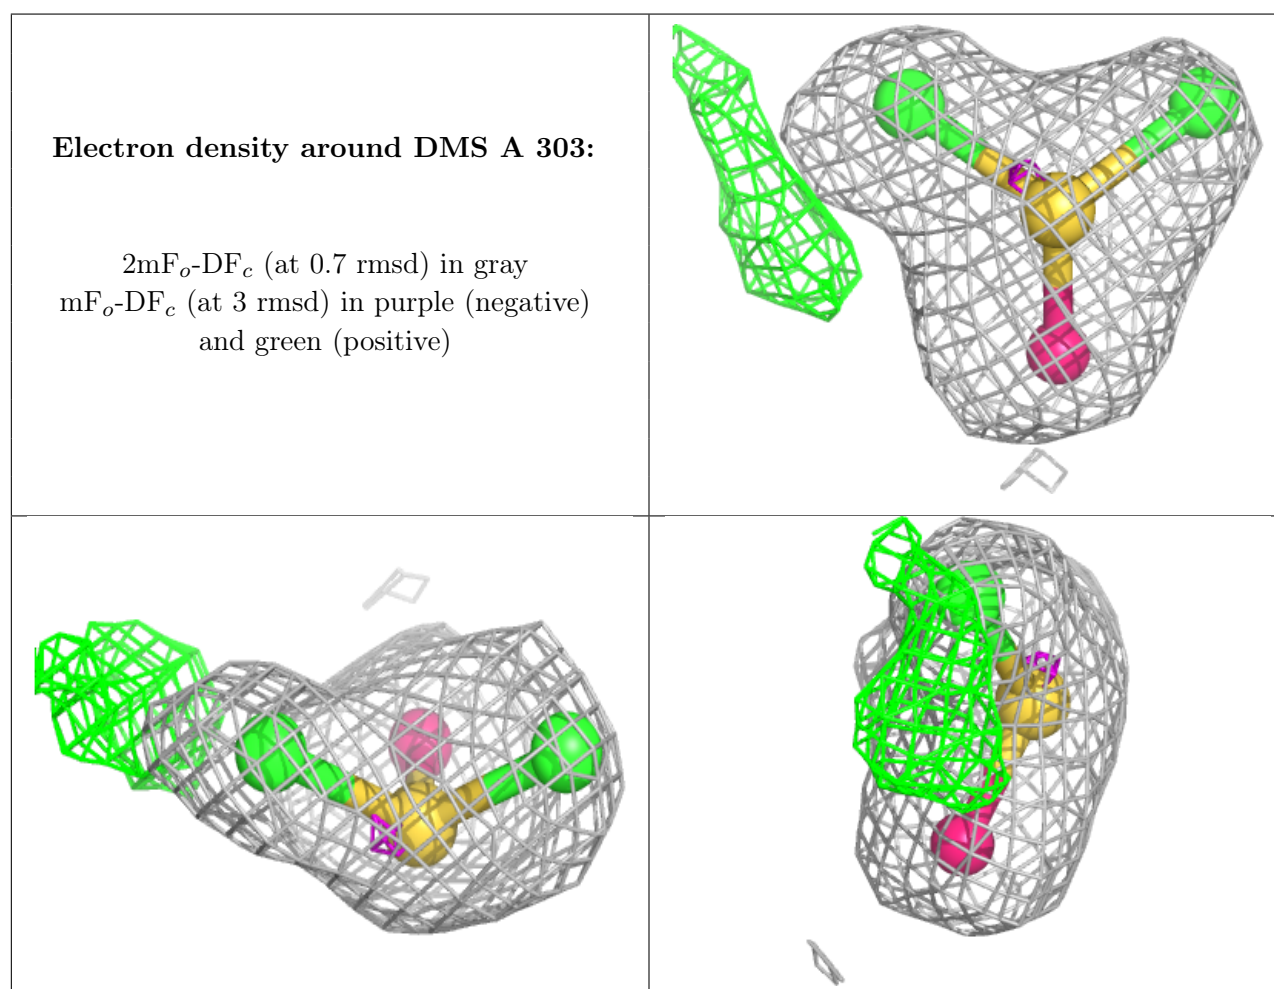 Electron density around DMS A 303:
2mFo-DFc (at 0.7 rmsd) in gray
mFo-DFc (at 3 rmsd) in purple (negative)
and green (positive)